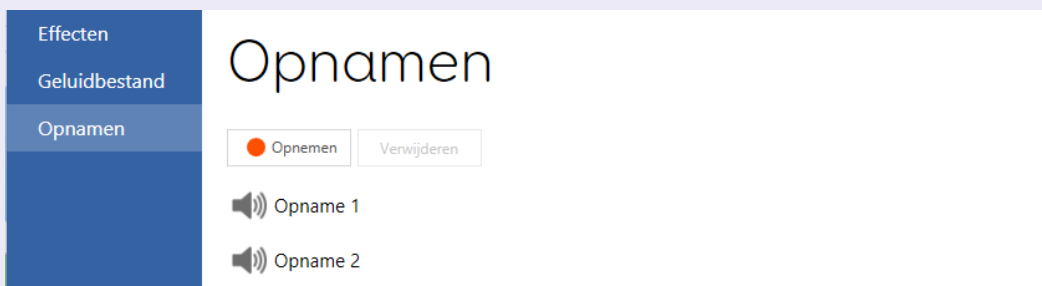 Effecten
Geluidbestand
Opnamen
Opnamen
Opnemen
Verwijderen
Opname 1
Opname 2